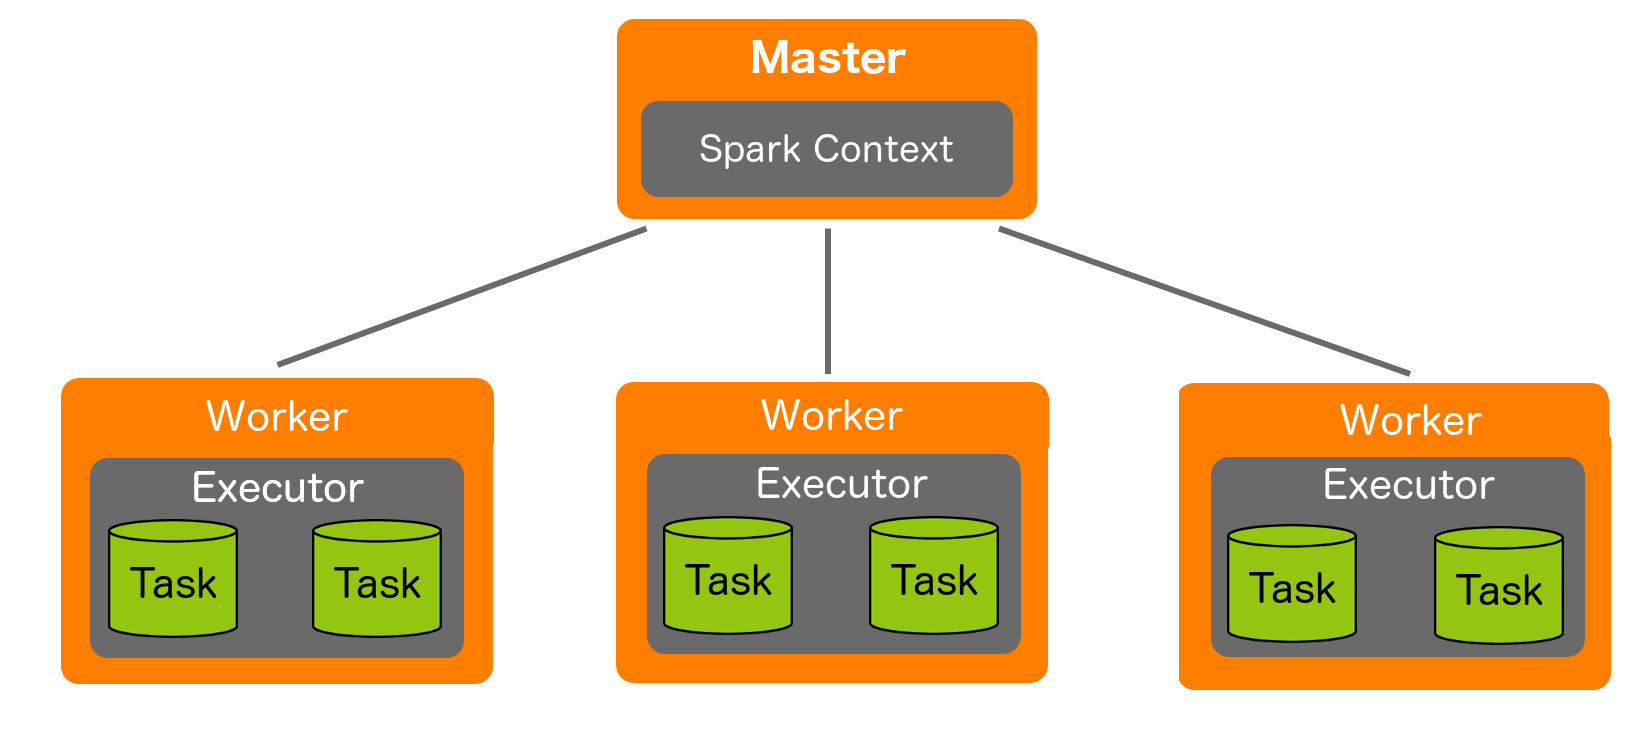 Master
Spark Context
Worker
Executor
Task Task
Worker
Executor
Task Task
Worker
Executor
Task Task